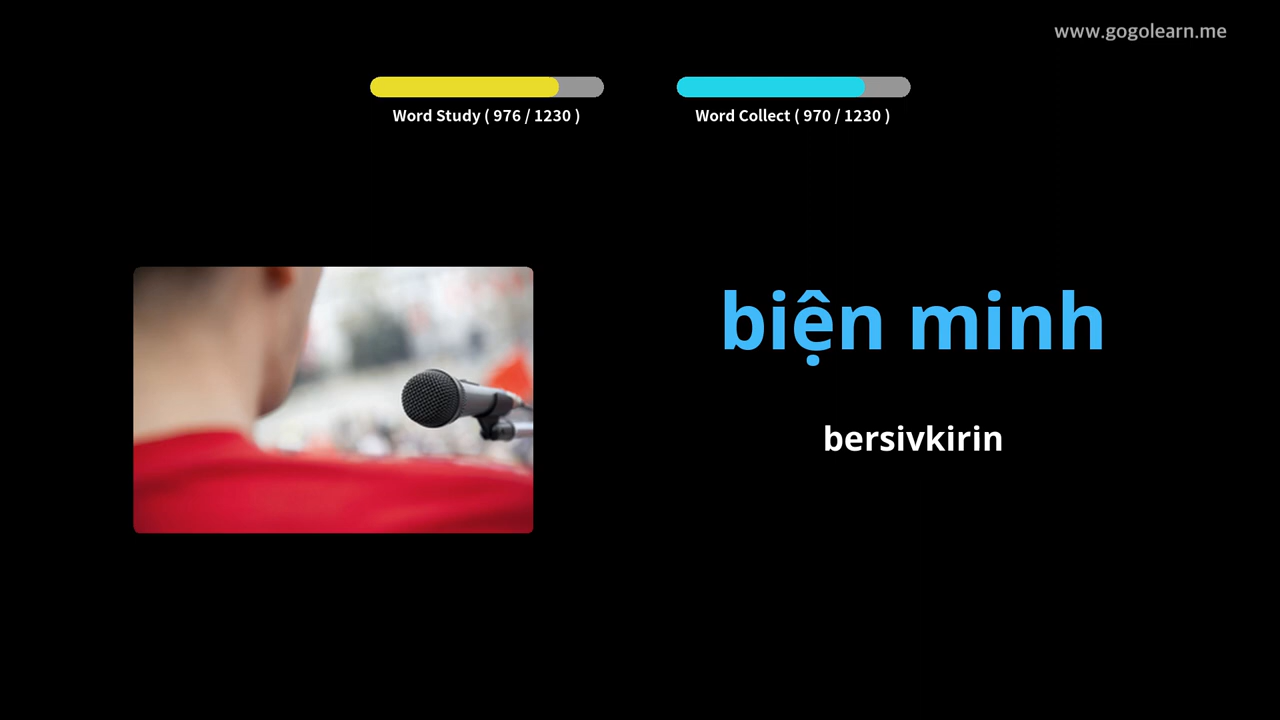 www.gogolearn.me
Word Study ( 976 / 1230 )
Word Collect ( 970 / 1230 )
biện minh
bersivkirin